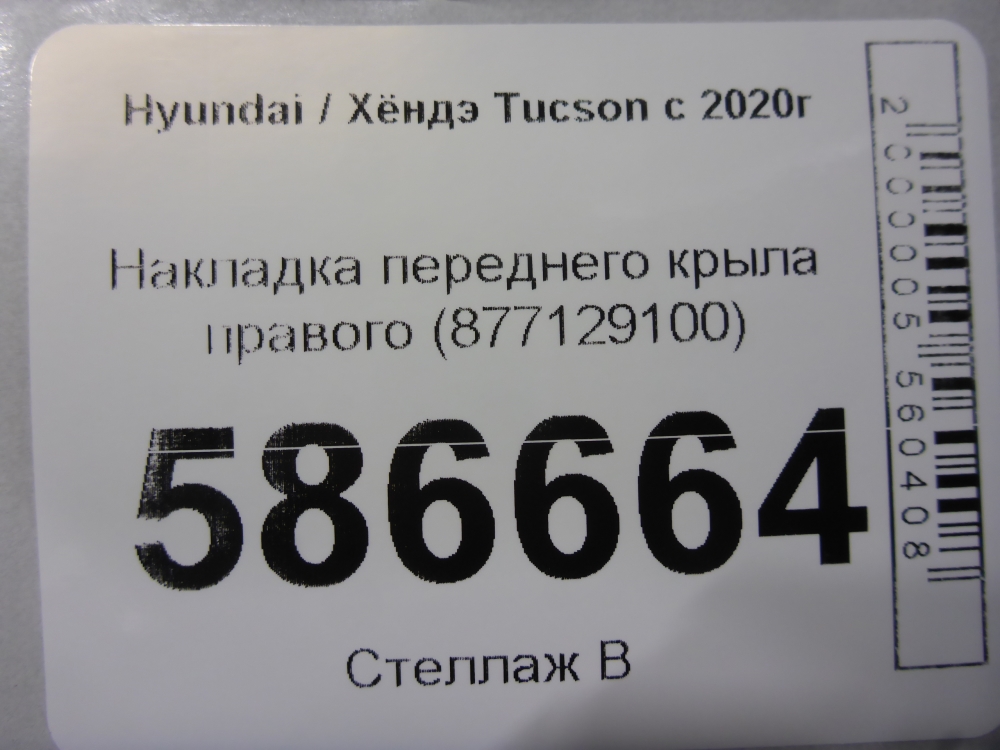 Hyundai / Хёндэ Tucson с 2020г
Накладка переднего крыла
правого (877129100)
586664
Стеллаж В
2000005560408